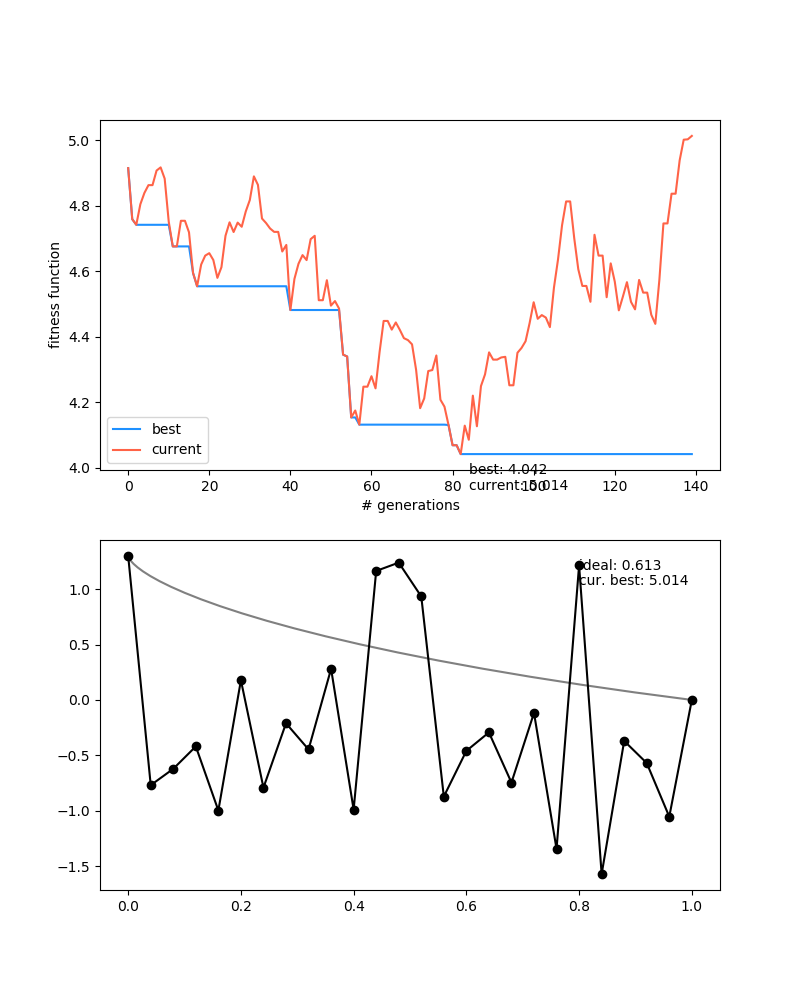 5.0
4.8
4.6
4.4
4.2
4.0
fitness function
best
current
best: 4.042
current: 5.014
0 20 40 60 80 100 120 140
# generations
ideal: 0.613
cur. best: 5.014
1.0
0.5
0.0
−0.5
−1.0
−1.5
0.0 0.2 0.4 0.6 0.8 1.0